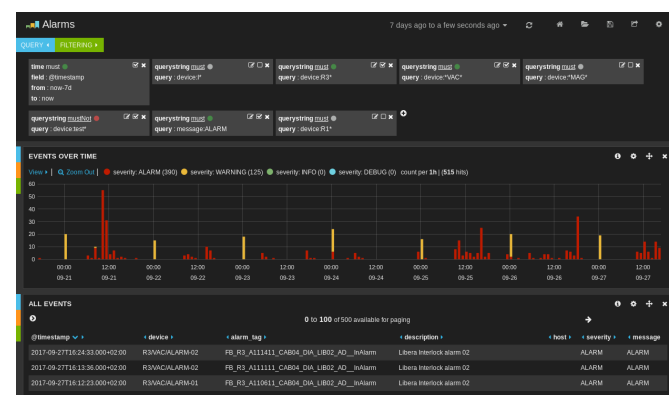 Alarms
7 days ago to a few seconds ago
QUERY
FILTERING
time must
field : @timestamp
from : now-7d
to : now
querystring must
query : device:I*
querystring must
query : device:R3*
querystring must
query : device:*VAC*
querystring must
query : device:*MAG*
querystring mustNot
query : device:test*
querystring must
query : message:ALARM
querystring must
query : device:R1*
EVENTS OVER TIME
View | Zoom Out | severity: ALARM (390) severity: WARNING (125) severity: INFO (0) severity: DEBUG (0) count per 1h | (515 hits)
60
50
40
30
20
10
0
00:00 12:00 00:00 12:00 00:00 12:00 00:00 12:00 00:00 12:00 00:00 12:00 00:00 12:00
09-21 09-21 09-22 09-22 09-23 09-23 09-24 09-24 09-25 09-25 09-26 09-26 09-27 09-27
ALL EVENTS
0 to 100 of 500 available for paging
@timestamp device alarm_tag description host severity message
2017-09-27T16:24:33.000+02:00 R3/VAC/ALARM-02 FB_R3_A111411_CAB04_DIA_LIB02_AD__InAlarm Libera Interlock alarm 02 ALARM ALARM
2017-09-27T16:13:36.000+02:00 R3/VAC/ALARM-02 FB_R3_A111111_CAB04_DIA_LIB02_AD__InAlarm Libera Interlock alarm 02 ALARM ALARM
2017-09-27T16:12:23.000+02:00 R3/VAC/ALARM-01 FB_R3_A110611_CAB04_DIA_LIB02_AD__InAlarm Libera Interlock alarm 02 ALARM ALARM